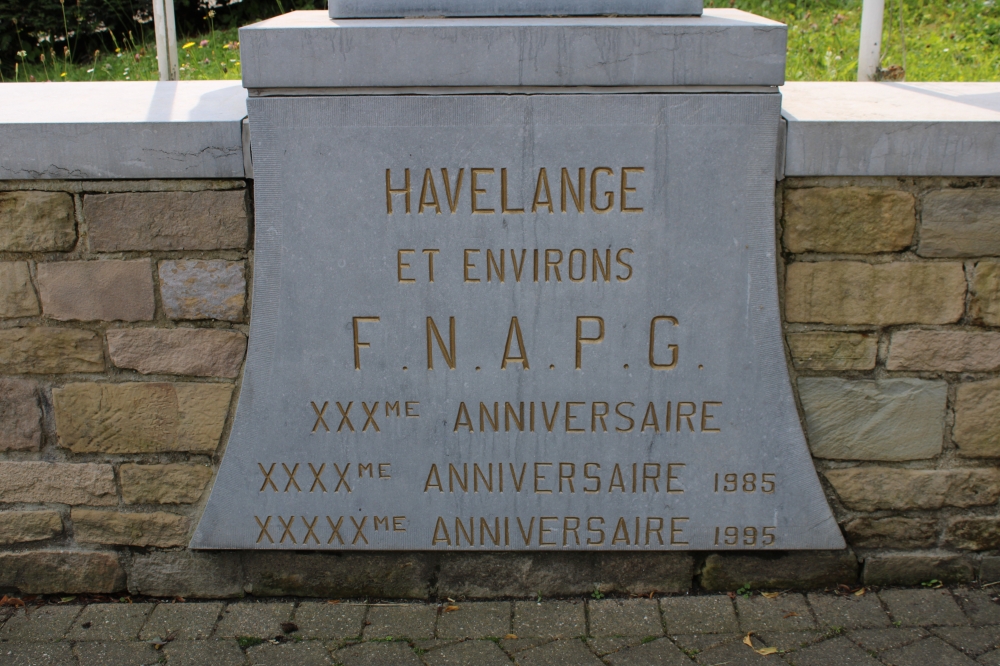 HAVELANGE
ET ENVIRONS
F.N.A.P.G.
XXXME ANNIVERSAIRE
XXXXME ANNIVERSAIRE 1985
XXXXXME ANNIVERSAIRE 1995